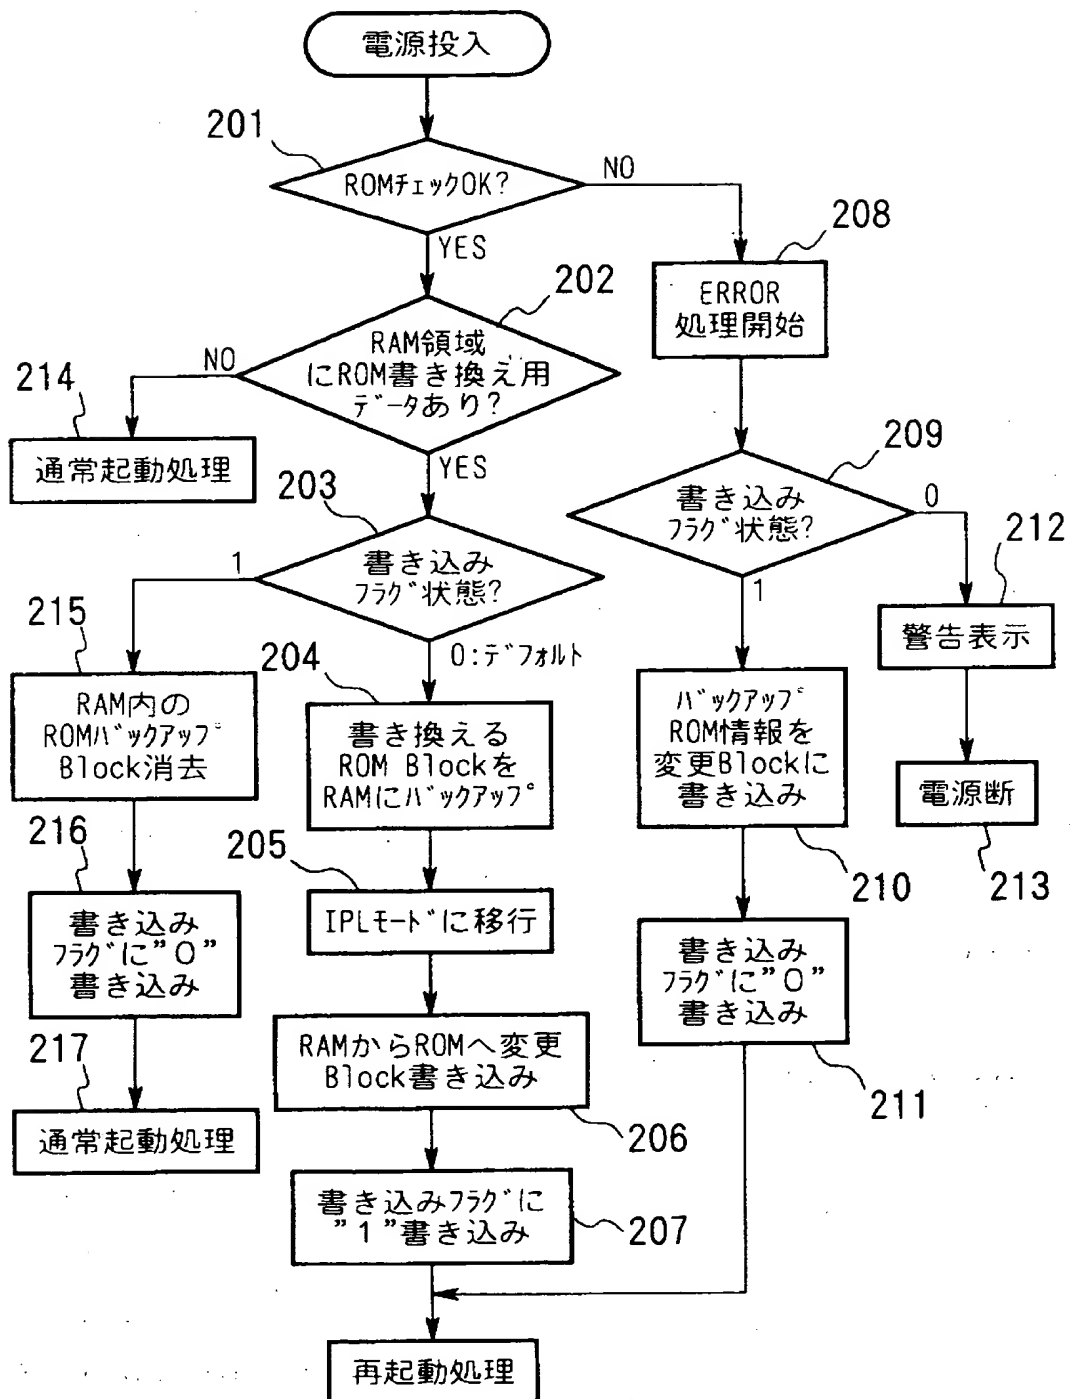 電源投入
201
ROMチェックOK?
NO
YES
208
ERROR
処理開始
202
RAM領域
にROM書き換え用
データあり?
NO
214
通常起動処理
YES
203
書き込み
フラグ状態?
1
0:デフォルト
209
書き込み
フラグ状態?
0
1
212
警告表示
電源断
213
215
RAM内の
ROMバックアップ
Block消去
204
書き換える
ROM Blockを
RAMにバックアップ
バックアップ
ROM情報を
変更Blockに
書き込み
210
216
書き込み
フラグに"0"
書き込み
205
IPLモードに移行
書き込み
フラグに"0"
書き込み
211
217
通常起動処理
RAMからROMへ変更
Block書き込み
206
書き込みフラグに
"1"書き込み
207
再起動処理